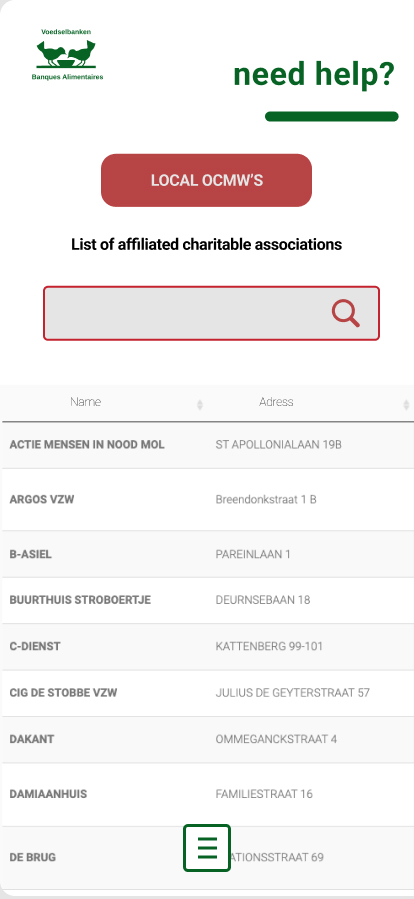 Voedselbanken
Banques Alimentaires
need help?
LOCAL OCMW'S
List of affiliated charitable associations
Name Adress
ACTIE MENSEN IN NOOD MOL ST APOLLONIALAAN 19B
ARGOS VZW Breendonkstraat 1 B
B-ASIEL PAREINLAAN 1
BUURTHUIS STROBOERTJE DEURNSEBAAN 18
C-DIENST KATTENBERG 99-101
CIG DE STOBBE VZW JULIUS DE GEYTERSTRAAT 57
DAKANT OMMEGANCKSTRAAT 4
DAMIAANHUIS FAMILIESTRAAT 16
DE BRUG ATIONSSTRAAT 69